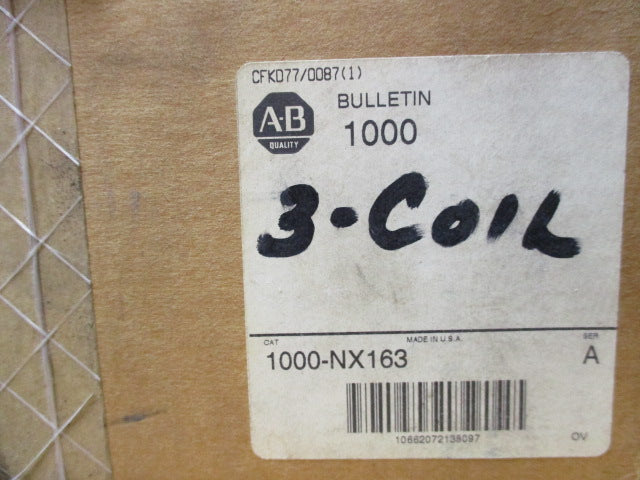 CFKD77/0087(1)
A-B
QUALITY
BULLETIN
1000
3-COIL
CAT
MADE IN U.S.A.
SER
1000-NX163
A
10662072138097
OV